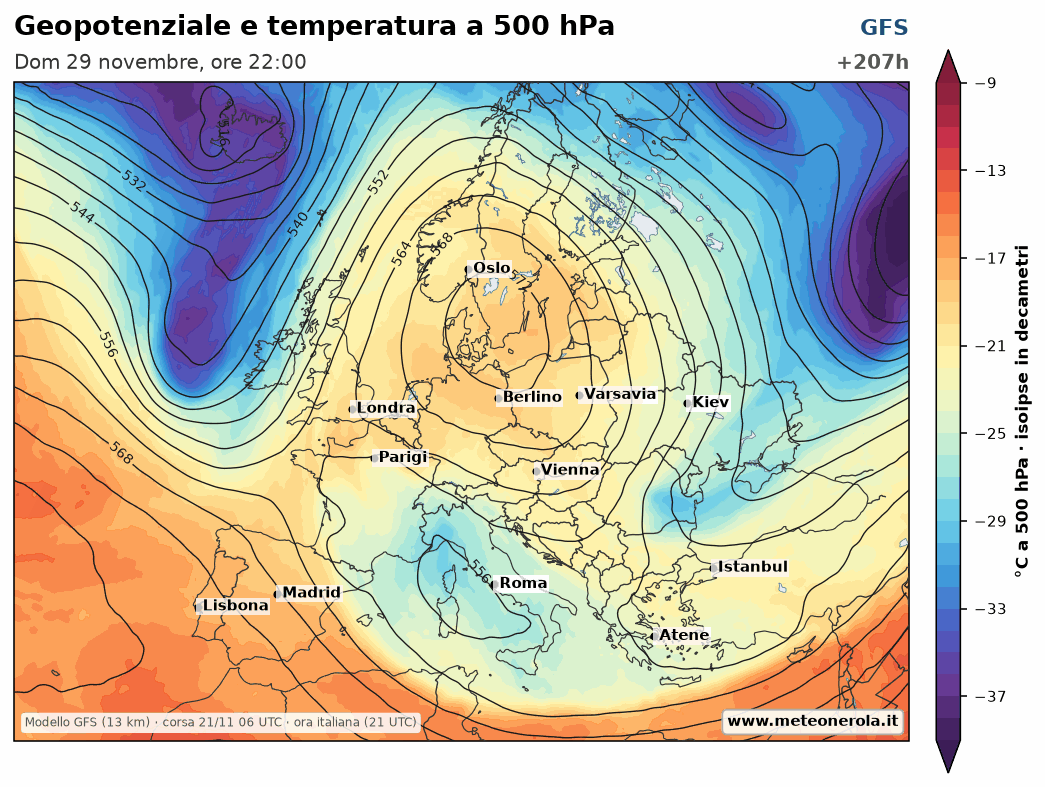 Geopotenziale e temperatura a 500 hPa
GFS
Dom 29 novembre, ore 22:00
+207h
516
532
544
540
552
564
568
556
568
556
Oslo
Berlino
Varsavia
Kiev
Londra
Parigi
Vienna
Istanbul
Roma
Madrid
Lisbona
Atene
Modello GFS (13 km) · corsa 21/11 06 UTC · ora italiana (21 UTC)
www.meteonerola.it
−9
−13
−17
−21
−25
−29
−33
−37
°C a 500 hPa · isoipse in decametri